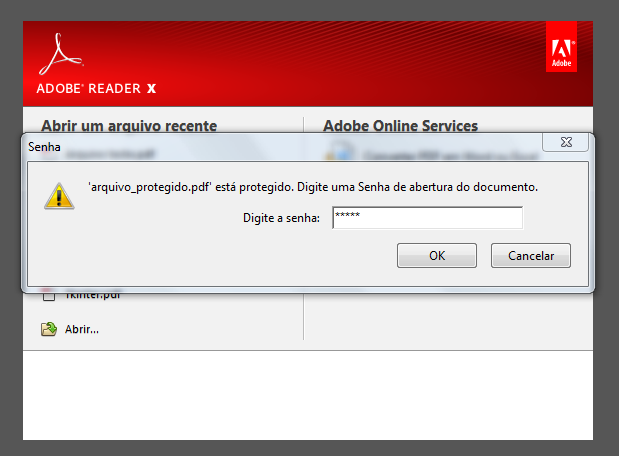 Adobe
ADOBE® READER X
Abrir um arquivo recente
Adobe Online Services
Senha
'arquivo_protegido.pdf' está protegido. Digite uma Senha de abertura do documento.
Digite a senha:
*****
OK
Cancelar
Tkinter.pdf
Abrir...